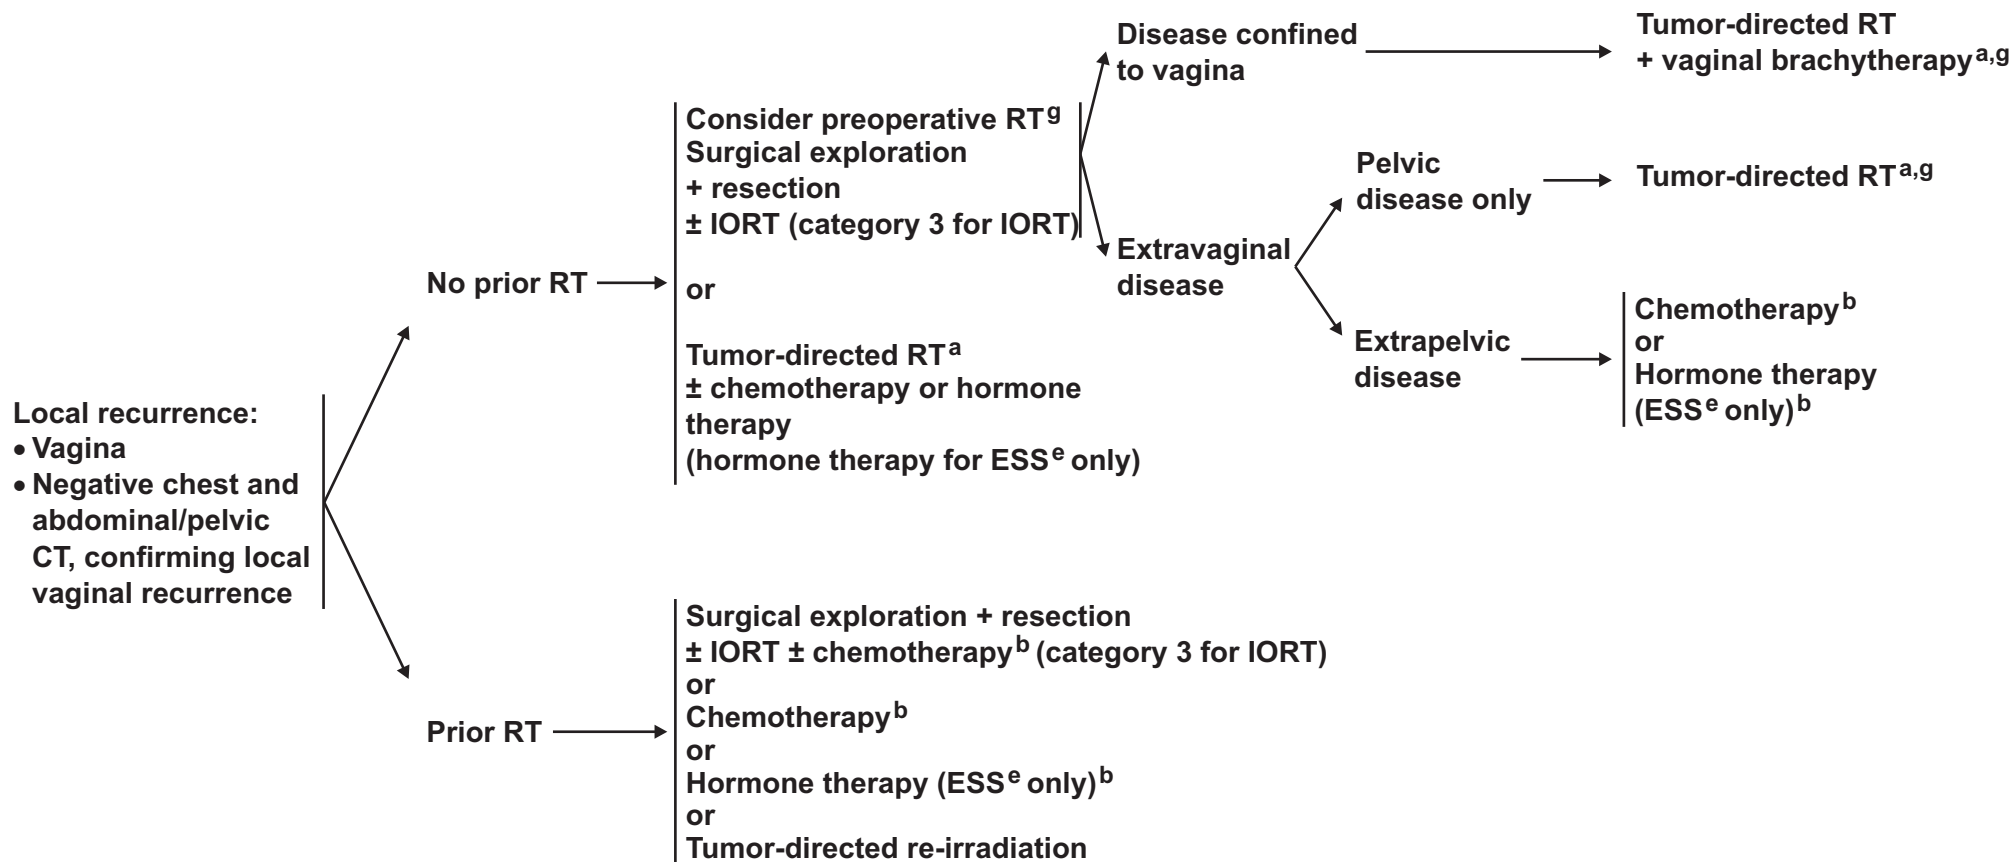 Local recurrence:
• Vagina
• Negative chest and
abdominal/pelvic
CT, confirming local
vaginal recurrence
No prior RT
Consider preoperative RTg
Surgical exploration
+ resection
± IORT (category 3 for IORT)
or
Tumor-directed RTa
± chemotherapy or hormone
therapy
(hormone therapy for ESSe only)
Disease confined
to vagina
Tumor-directed RT
+ vaginal brachytherapya,g
Extravaginal
disease
Pelvic
disease only
Tumor-directed RTa,g
Extrapelvic
disease
Chemotherapyb
or
Hormone therapy
(ESSe only)b
Prior RT
Surgical exploration + resection
± IORT ± chemotherapyb (category 3 for IORT)
or
Chemotherapyb
or
Hormone therapy (ESSe only)b
or
Tumor-directed re-irradiation